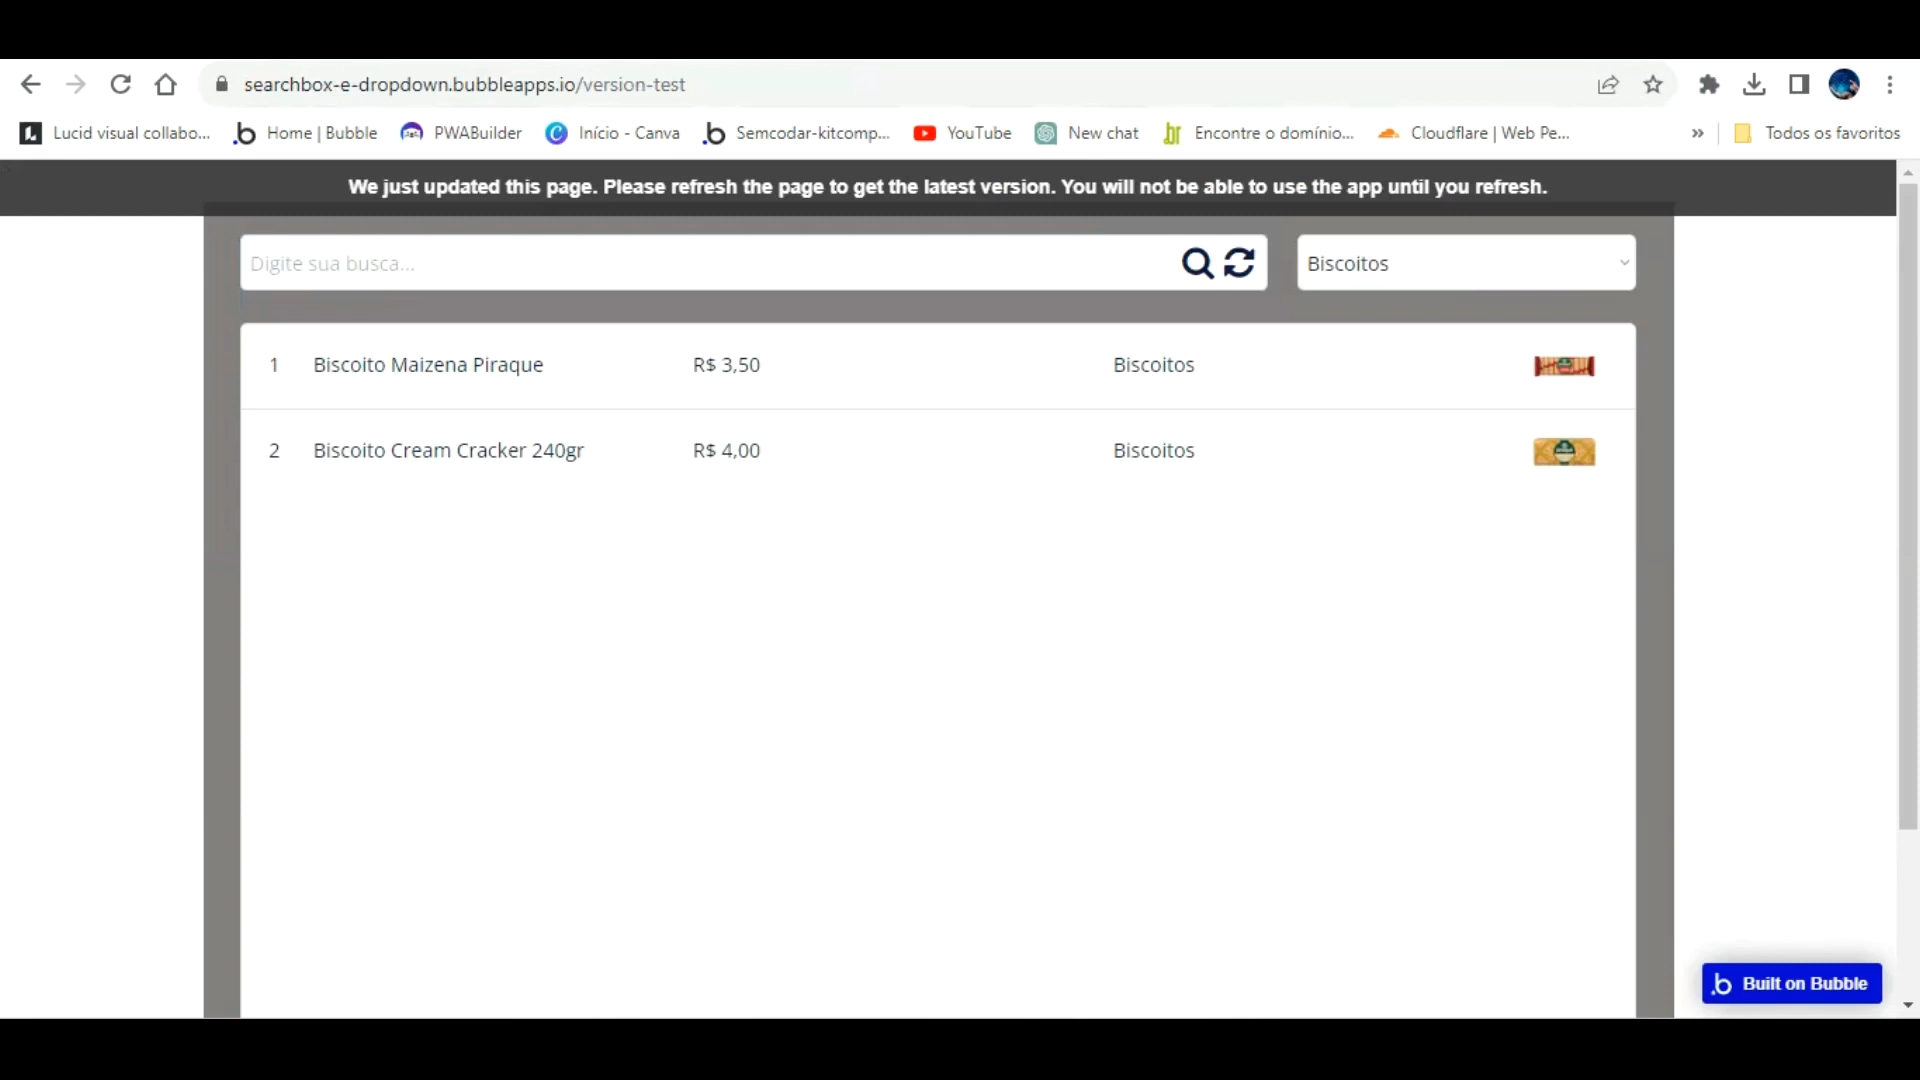 searchbox-e-dropdown.bubbleapps.io/version-test
Lucid visual collabo... Home | Bubble PWABuilder Início - Canva Semcodar-kitcomp... YouTube New chat Encontre o domínio... Cloudflare | Web Pe... » Todos os favoritos
We just updated this page. Please refresh the page to get the latest version. You will not be able to use the app until you refresh.
Digite sua busca... Biscoitos
1 Biscoito Maizena Piraque R$ 3,50 Biscoitos
2 Biscoito Cream Cracker 240gr R$ 4,00 Biscoitos
.b Built on Bubble